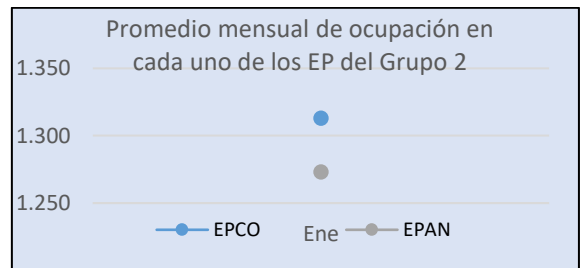 Promedio mensual de ocupación en
cada uno de los EP del Grupo 2
1.350
1.300
1.250
EPCO Ene EPAN